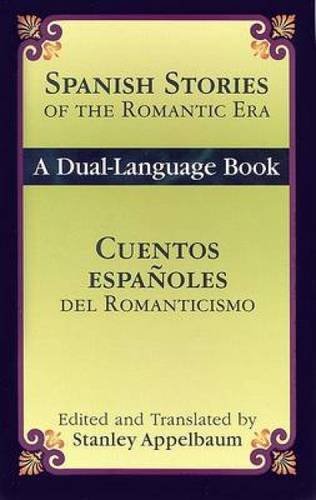 Spanish Stories
of the Romantic Era
A Dual-Language Book
Cuentos
españoles
del Romanticismo
Edited and Translated by
Stanley Appelbaum